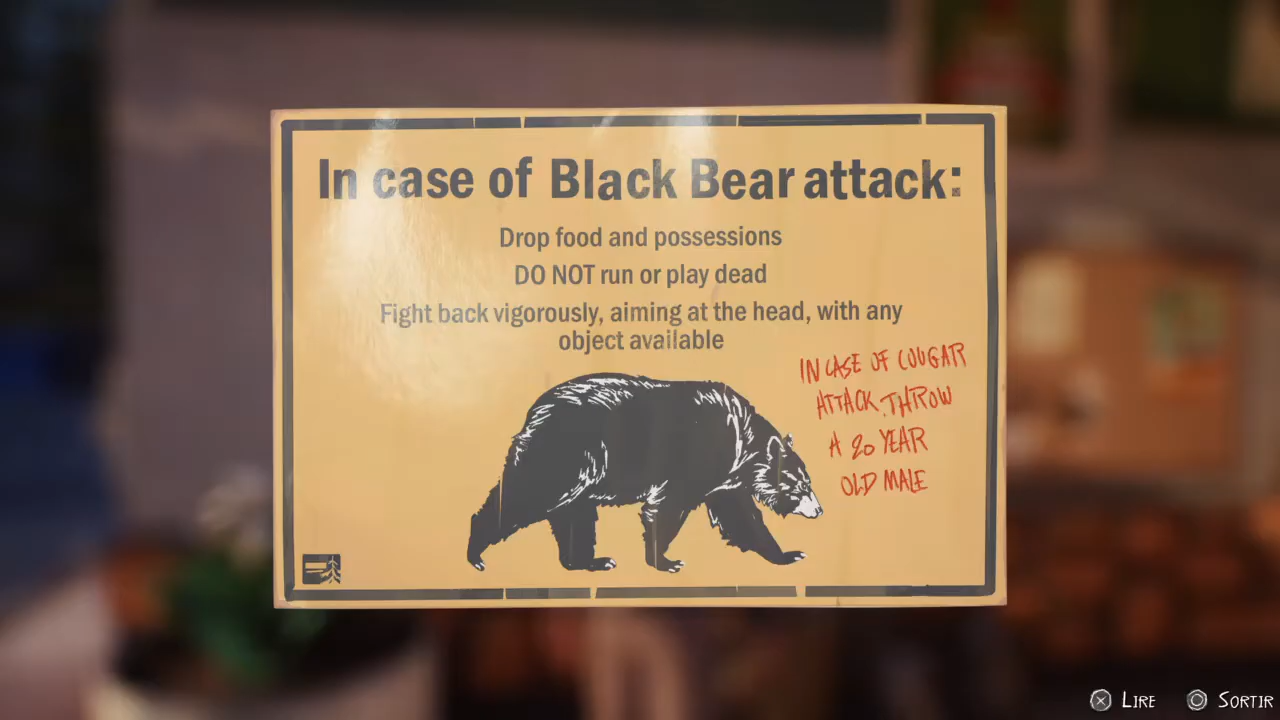 In case of Black Bear attack:
Drop food and possessions
DO NOT run or play dead
Fight back vigorously, aiming at the head, with any
object available
IN CASE OF COUGAR
ATTACK, THROW
A 20 YEAR
OLD MALE
LIRE
SORTIR